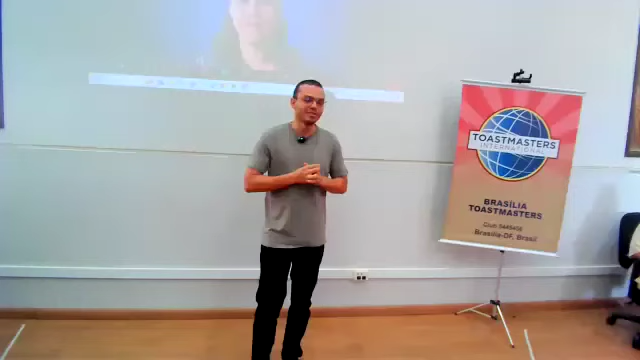 TOASTMASTERS
INTERNATIONAL
BRASÍLIA
TOASTMASTERS
Brasília-DF, Brasil